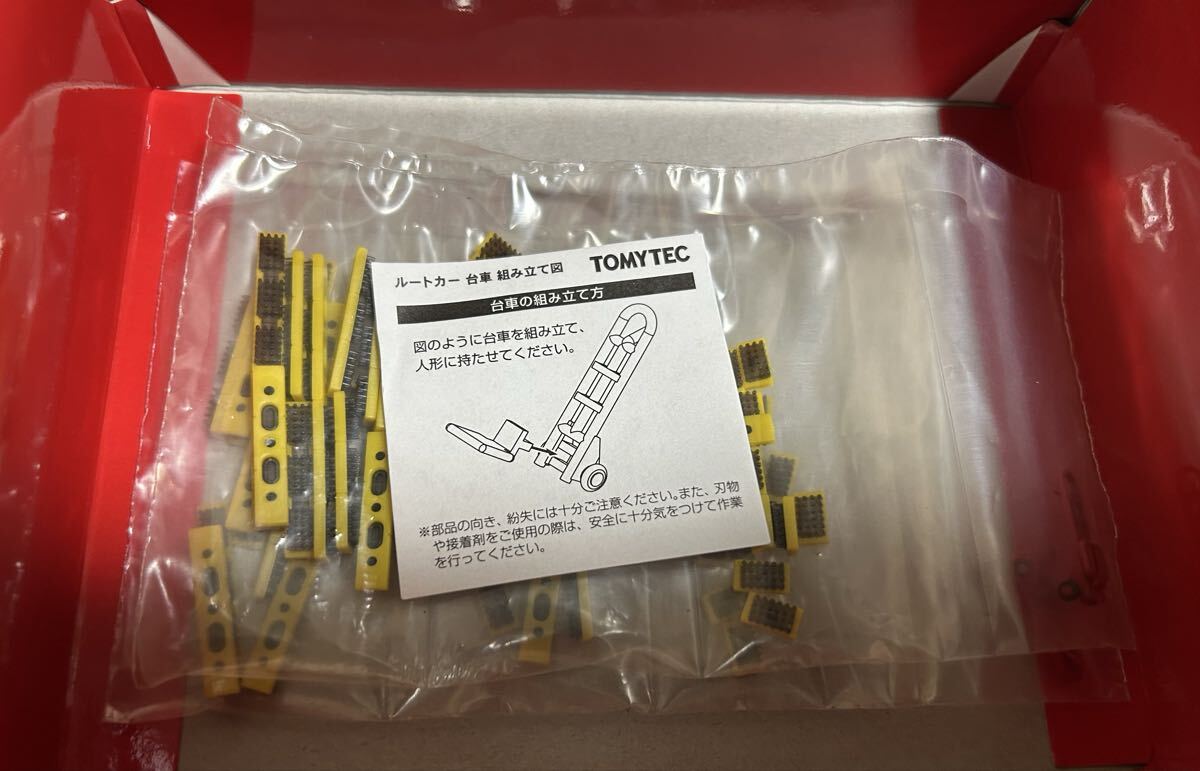 ルートカー 台車 組み立て図 TOMYTEC
台車の組み立て方
図のように台車を組み立て、
人形に持たせてください。
※部品の向き、紛失には十分ご注意ください。また、刃物
や接着剤をご使用の際は、安全に十分気をつけて作業
を行ってください。